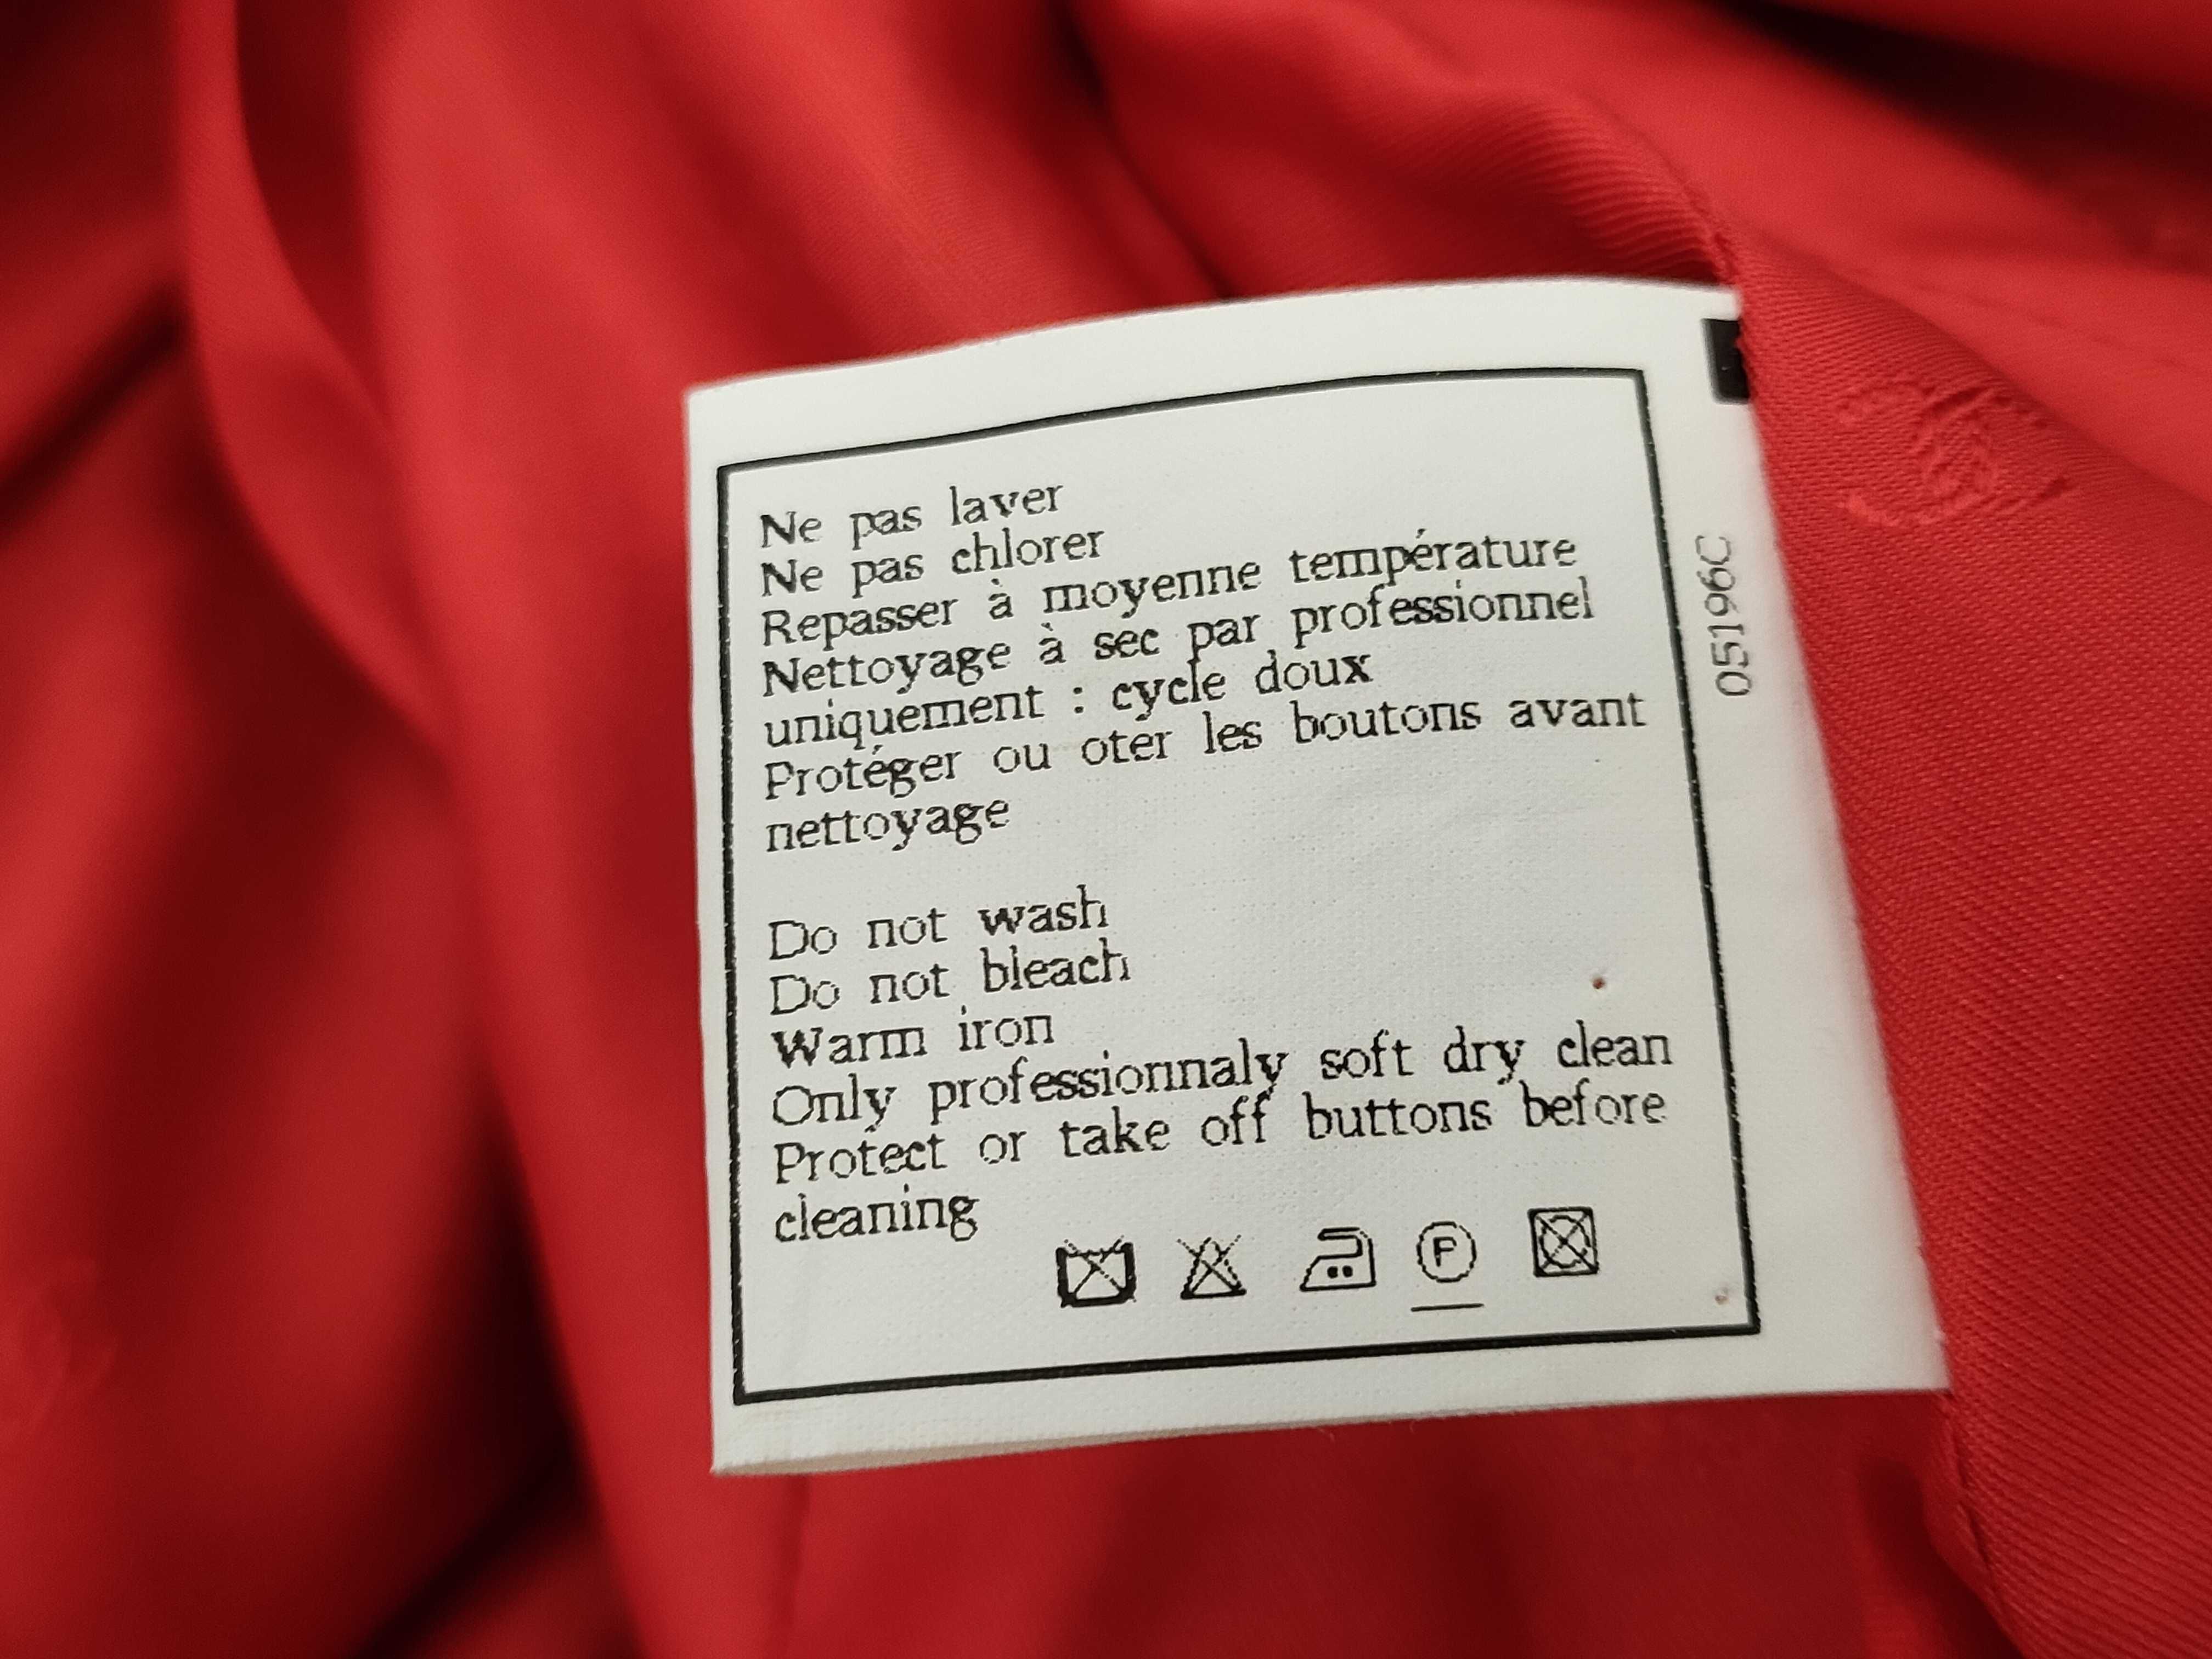 Ne pas laver
Ne pas chlorer
Repasser à moyenne température
Nettoyage à sec par professionnel
uniquement : cycle doux
Protéger ou oter les boutons avant
nettoyage
Do not wash
Do not bleach
Warm iron
Only professionnaly soft dry clean
Protect or take off buttons before
cleaning
P
05196C